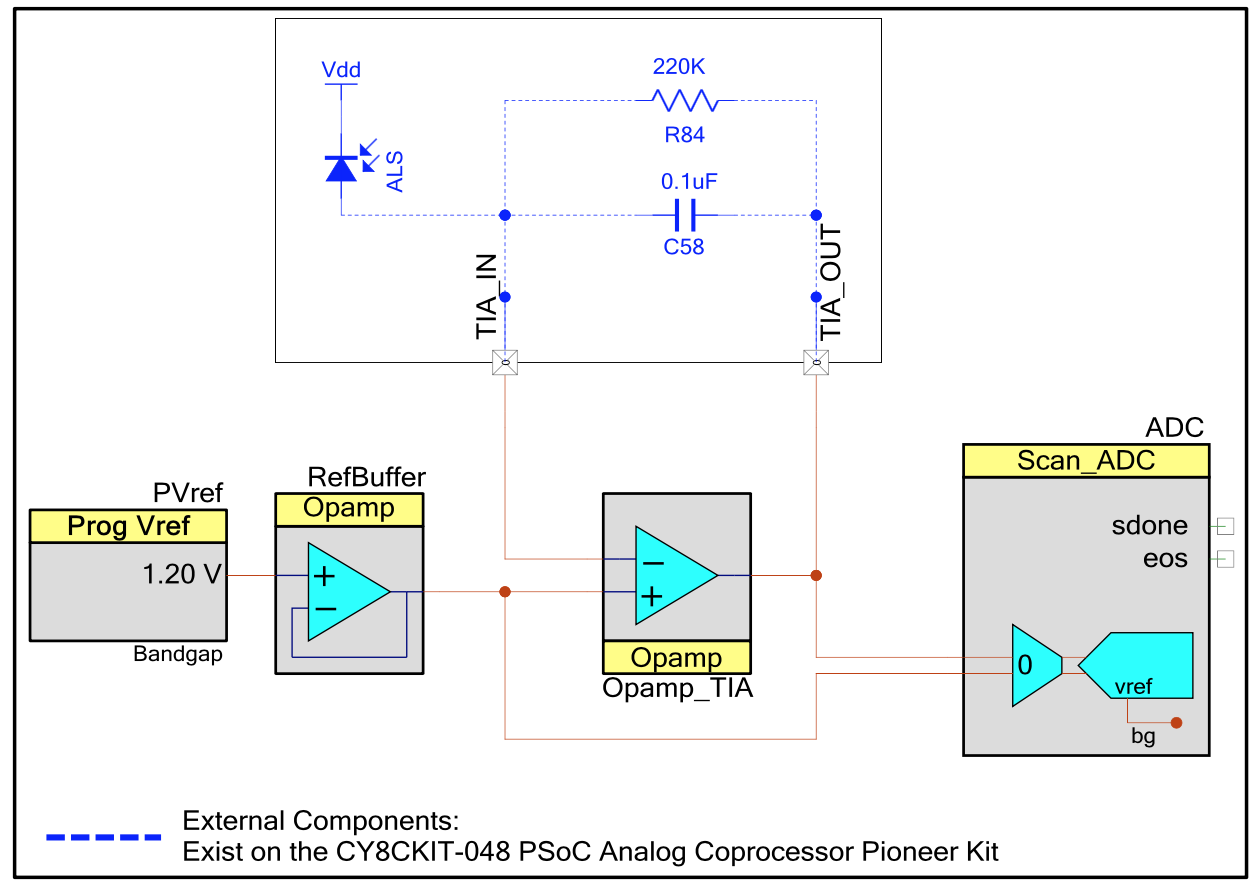 Vdd
ALS
220K
R84
0.1uF
C58
TIA_IN
TIA_OUT
0
0
PVref
Prog Vref
1.20 V
Bandgap
RefBuffer
Opamp
+
−
−
+
Opamp
Opamp_TIA
ADC
Scan_ADC
sdone
eos
0
vref
bg
External Components:
Exist on the CY8CKIT-048 PSoC Analog Coprocessor Pioneer Kit